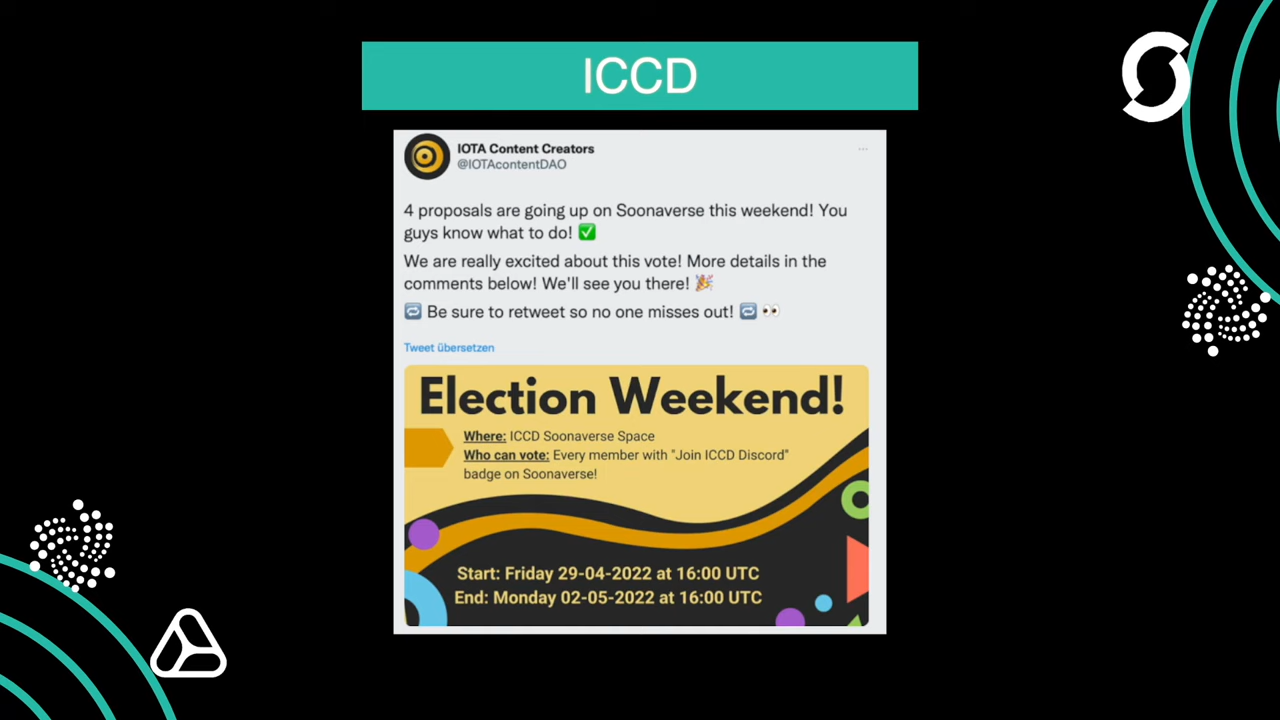 ICCD
IOTA Content Creators
@IOTAcontentDAO
4 proposals are going up on Soonaverse this weekend! You
guys know what to do! ✅
We are really excited about this vote! More details in the
comments below! We'll see you there! 🎉
🔁 Be sure to retweet so no one misses out! 🔁 👀
Tweet übersetzen
Election Weekend!
Where: ICCD Soonaverse Space
Who can vote: Every member with "Join ICCD Discord"
badge on Soonaverse!
Start: Friday 29-04-2022 at 16:00 UTC
End: Monday 02-05-2022 at 16:00 UTC